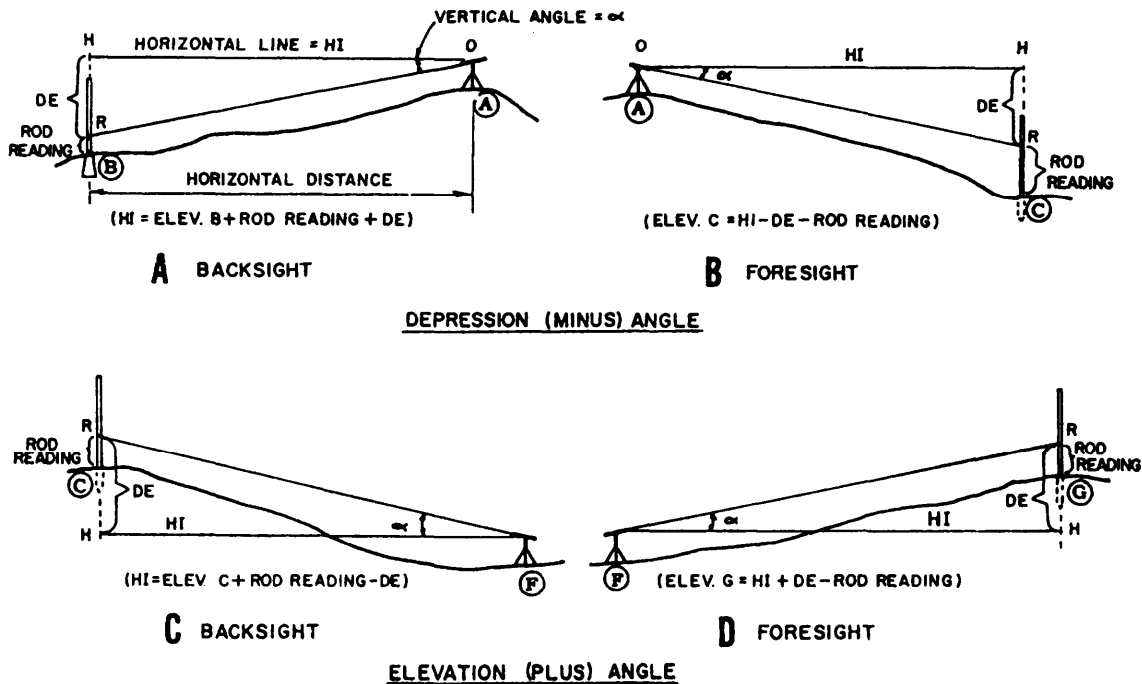 VERTICAL ANGLE = ∝
H
HORIZONTAL LINE = HI
O
DE
R
ROD
READING
A
B
HORIZONTAL DISTANCE
(HI = ELEV. B + ROD READING + DE)
A BACKSIGHT
O
HI
H
∝
A
DE
R
ROD
READING
C
(ELEV. C = HI - DE - ROD READING)
B FORESIGHT
DEPRESSION (MINUS) ANGLE
R
ROD
READING
C
DE
H
HI
∝
F
(HI = ELEV. C + ROD READING - DE)
C BACKSIGHT
R
ROD
READING
DE
G
∝
HI
H
F
(ELEV. G = HI + DE - ROD READING)
D FORESIGHT
ELEVATION (PLUS) ANGLE